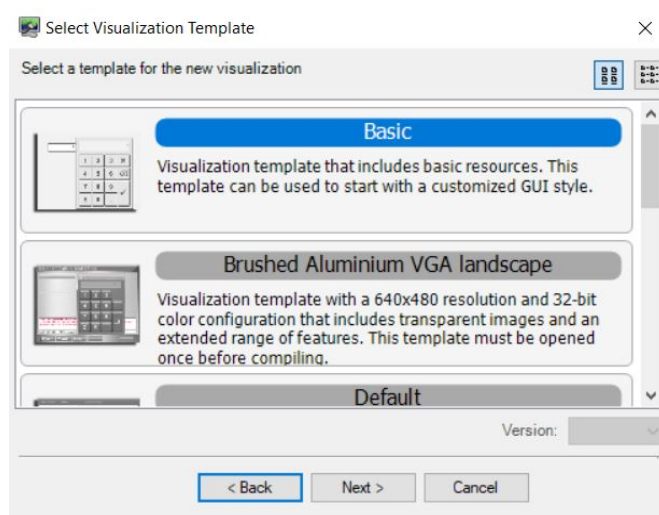 Select Visualization Template
Select a template for the new visualization
Basic
Visualization template that includes basic resources. This
template can be used to start with a customized GUI style.
Brushed Aluminium VGA landscape
Visualization template with a 640x480 resolution and 32-bit
color configuration that includes transparent images and an
extended range of features. This template must be opened
once before compiling.
Default
Version:
< Back
Next >
Cancel